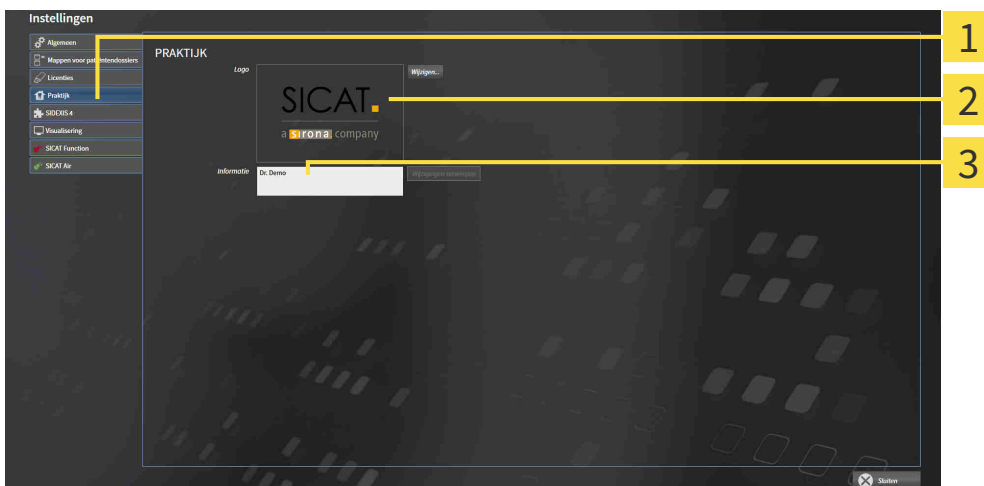 Instellingen
Algemeen
Mappen voor patiëntendossiers
Licenties
Praktijk
SIDEXIS 4
Visualisering
SICAT Function
SICAT Air
PRAKTIJK
Logo
SICAT.
a sirona company
Wijzigen...
Informatie
Dr. Demo
Sluiten
1
2
3